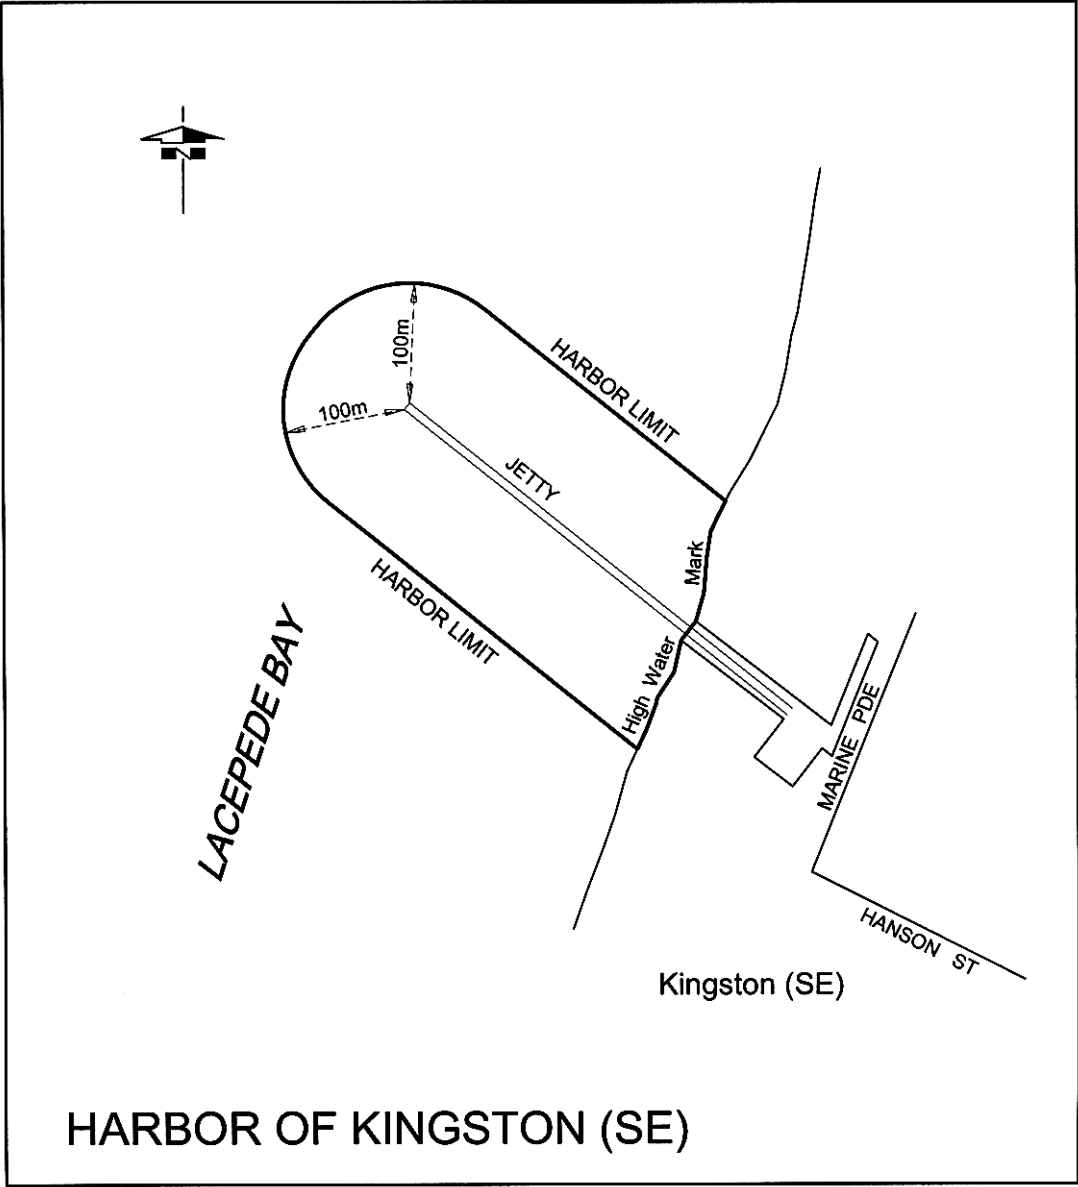 N
100m
100m
HARBOR LIMIT
JETTY
Mark
HARBOR LIMIT
High Water
LACEPEDE BAY
MARINE PDE
HANSON ST
Kingston (SE)
HARBOR OF KINGSTON (SE)